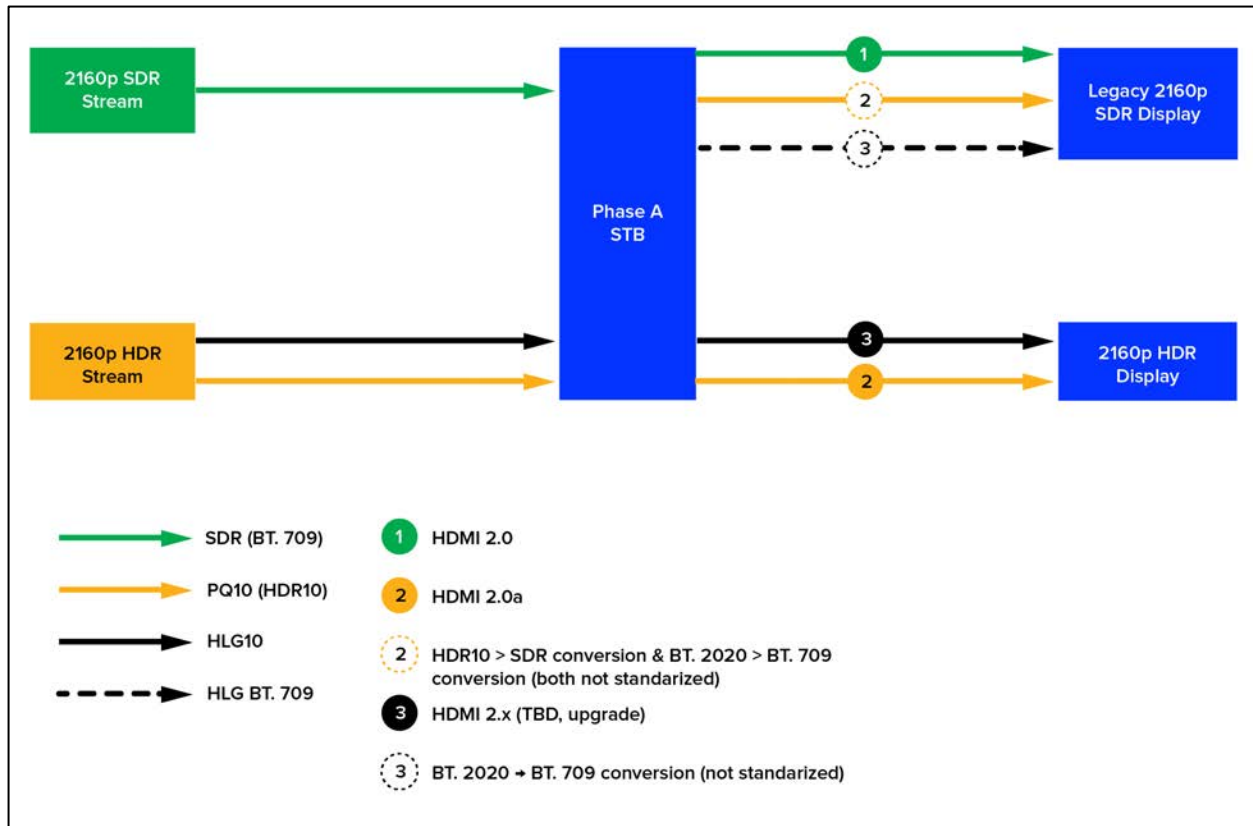 2160p SDR
Stream
1
2
3
Legacy 2160p
SDR Display
Phase A
STB
2160p HDR
Stream
3
2
2160p HDR
Display
SDR (BT. 709)
PQ10 (HDR10)
HLG10
HLG BT. 709
1 HDMI 2.0
2 HDMI 2.0a
2 HDR10 > SDR conversion & BT. 2020 > BT. 709
conversion (both not standarized)
3 HDMI 2.x (TBD, upgrade)
3 BT. 2020 → BT. 709 conversion (not standarized)